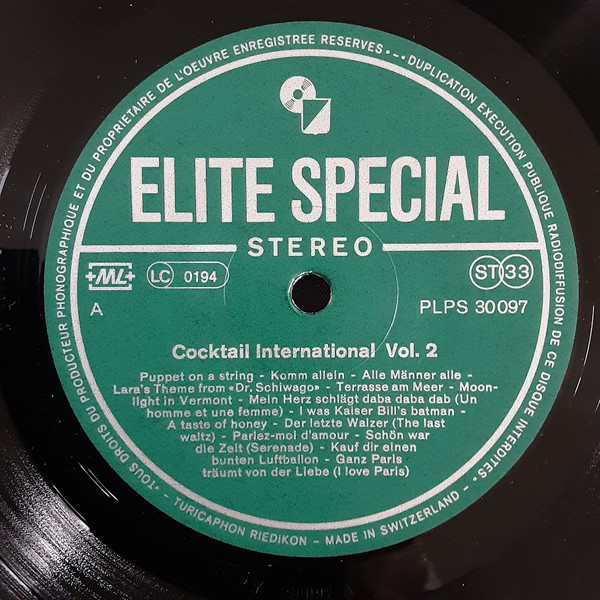 «TOUS DROITS DU PRODUCTEUR PHONOGRAPHIQUE ET DU PROPRIETAIRE DE L'OEUVRE ENREGISTREE RESERVES • – • DUPLICATION EXECUTION PUBLIQUE RADIODIFFUSION DE CE DISQUE INTERDITES»
ELITE SPECIAL
STEREO
+ML+ LC 0194 ST 33
A PLPS 30097
Cocktail International Vol. 2
Puppet on a string - Komm allein - Alle Männer alle -
Lara's Theme from «Dr. Schiwago» - Terrasse am Meer - Moon-
light in Vermont - Mein Herz schlägt daba daba dab (Un
homme et une femme) - I was Kaiser Bill's batman -
A taste of honey - Der letzte Walzer (The last
waltz) - Parlez-moi d'amour - Schön war
die Zeit (Serenade) - Kauf dir einen
bunten Luftballon - Ganz Paris
träumt von der Liebe (I love Paris)
– TURICAPHON RIEDIKON – MADE IN SWITZERLAND –